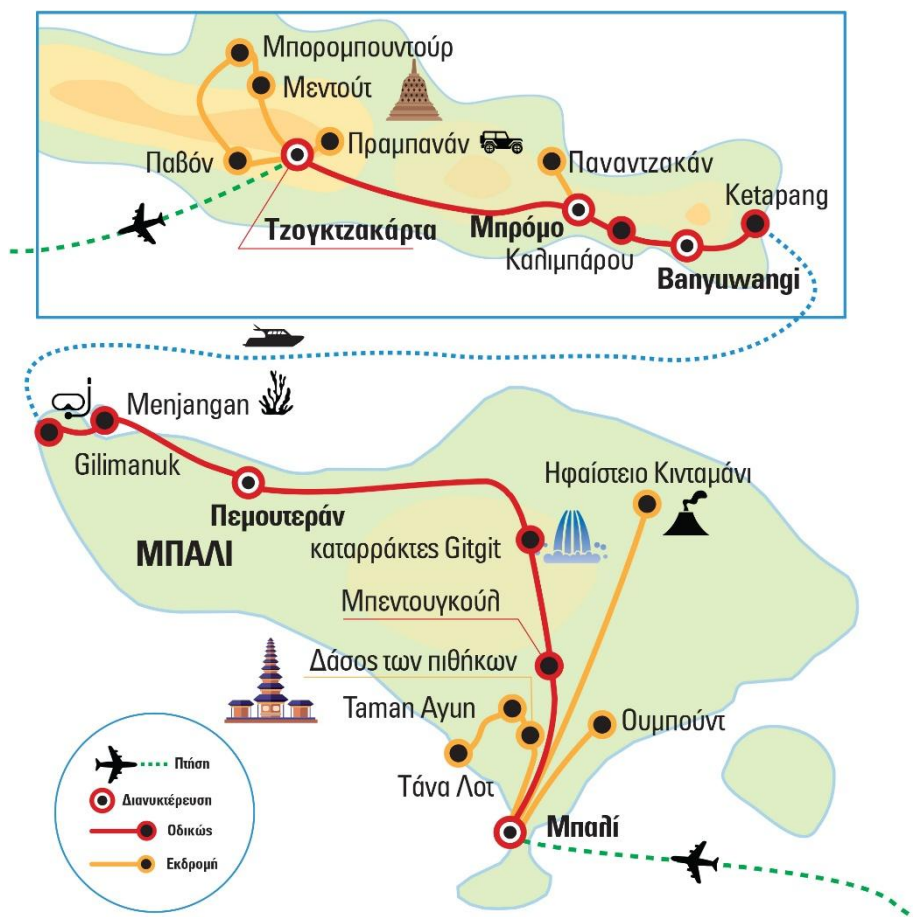 Μπορομπουντούρ
Μεντούτ
Πραμπανάν
Παβόν
Παναντζακάν
Ketapang
Τζογκτζακάρτα
Μπρόμο
Καλιμπάρου
Banyuwangi
Menjangan
Gilimanuk
Πεμουτεράν
Ηφαίστειο Κινταμάνι
ΜΠΑΛΙ
καταρράκτες Gitgit
Μπεντουγκούλ
Δάσος των πιθήκων
Taman Ayun
Ουμπούντ
Τάνα Λοτ
Μπαλί
Πτήση
Διανυκτέρευση
Οδικώς
Εκδρομή